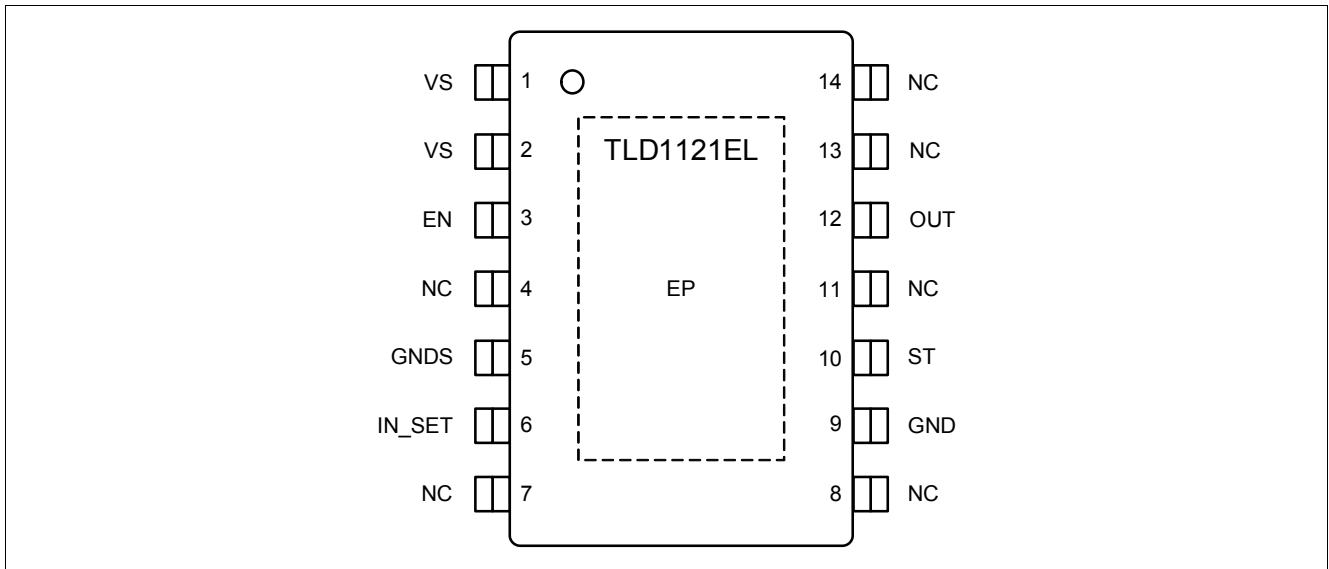 VS 1 14 NC
VS 2 TLD1121EL 13 NC
EN 3 12 OUT
NC 4 EP 11 NC
GNDS 5 10 ST
IN_SET 6 9 GND
NC 7 8 NC